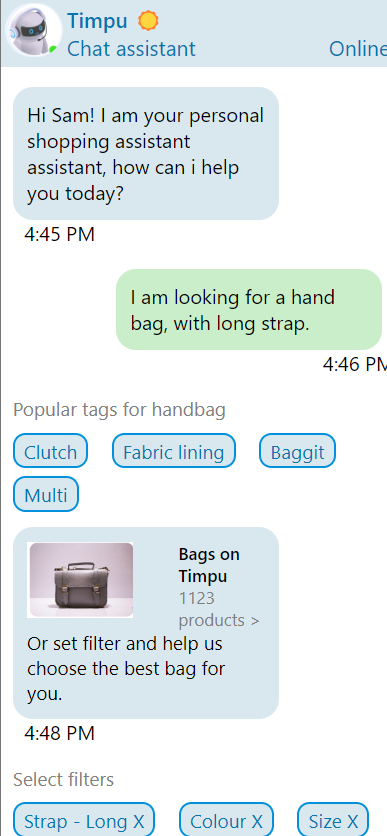 Timpu
Chat assistant
Online
Hi Sam! I am your personal
shopping assistant
assistant, how can i help
you today?
4:45 PM
I am looking for a hand
bag, with long strap.
4:46 PM
Popular tags for handbag
Clutch
Fabric lining
Baggit
Multi
Bags on
Timpu
1123
products >
Or set filter and help us
choose the best bag for
you.
4:48 PM
Select filters
Strap - Long X
Colour X
Size X